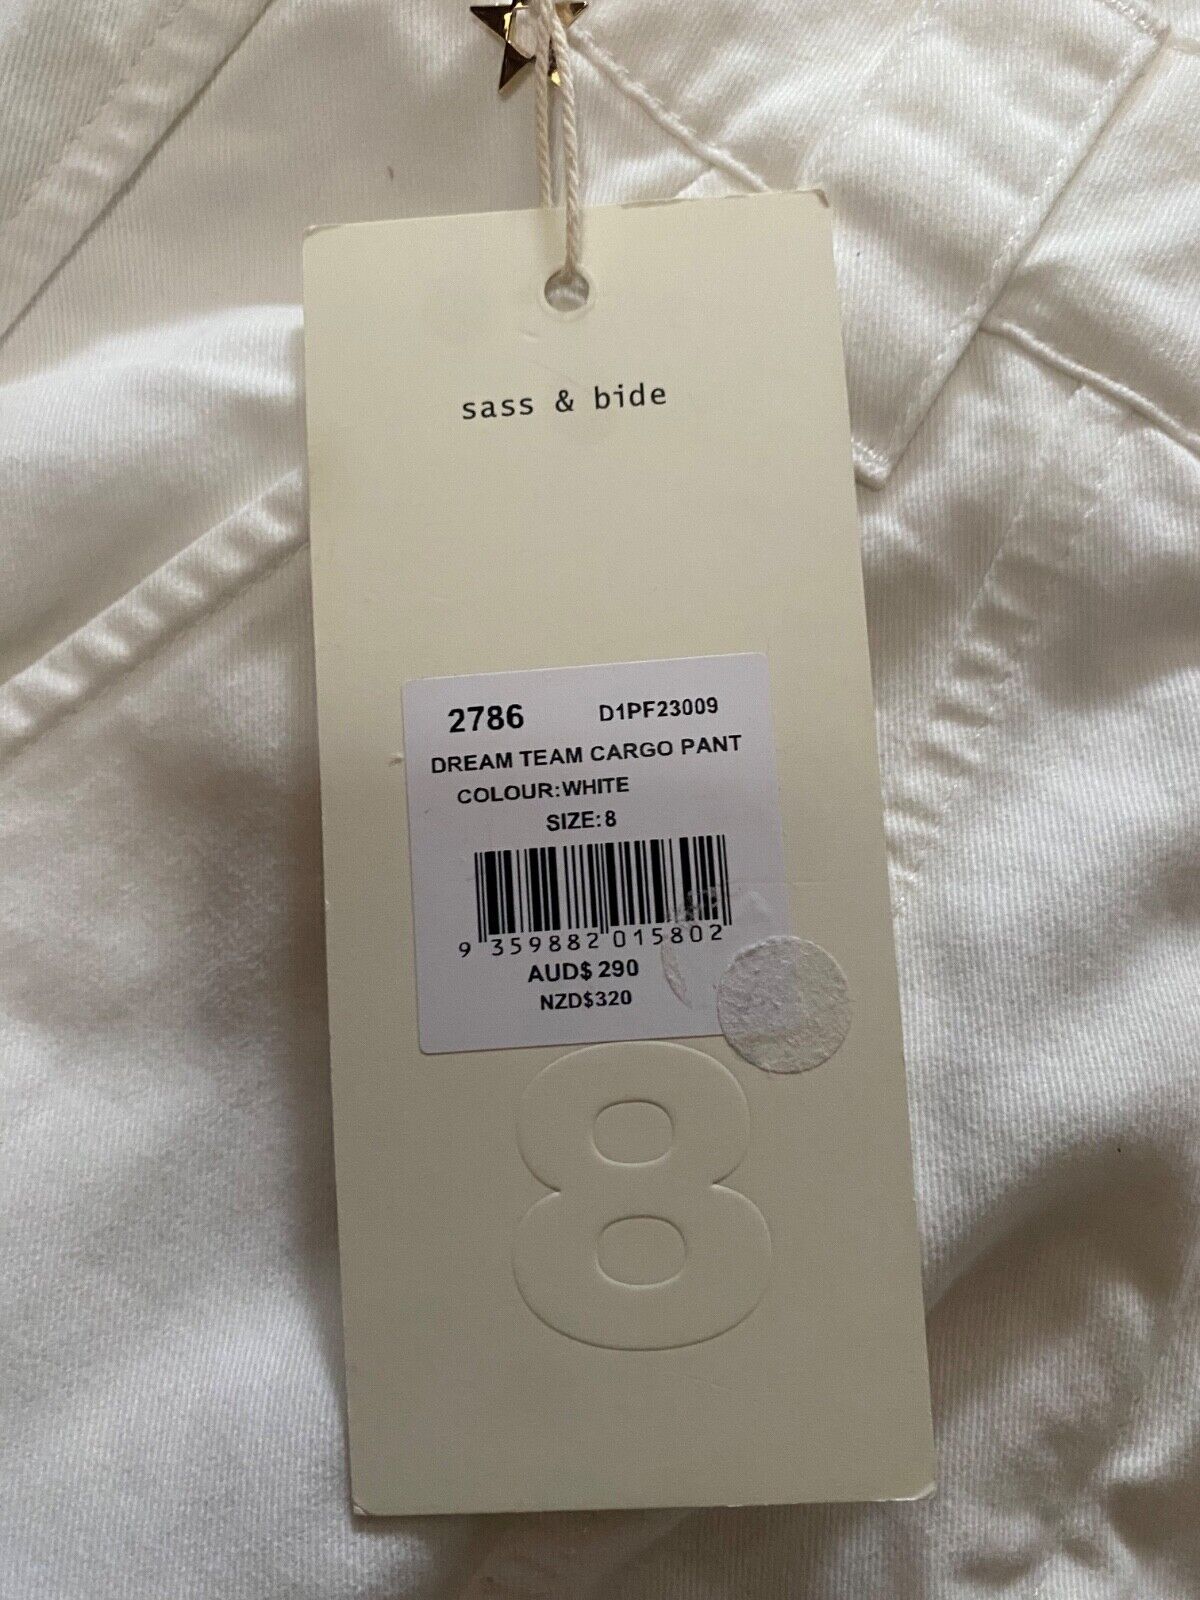 sass & bide
2786 D1PF23009
DREAM TEAM CARGO PANT
COLOUR:WHITE
SIZE:8
9 359882 015802
AUD$ 290
NZD$320
8